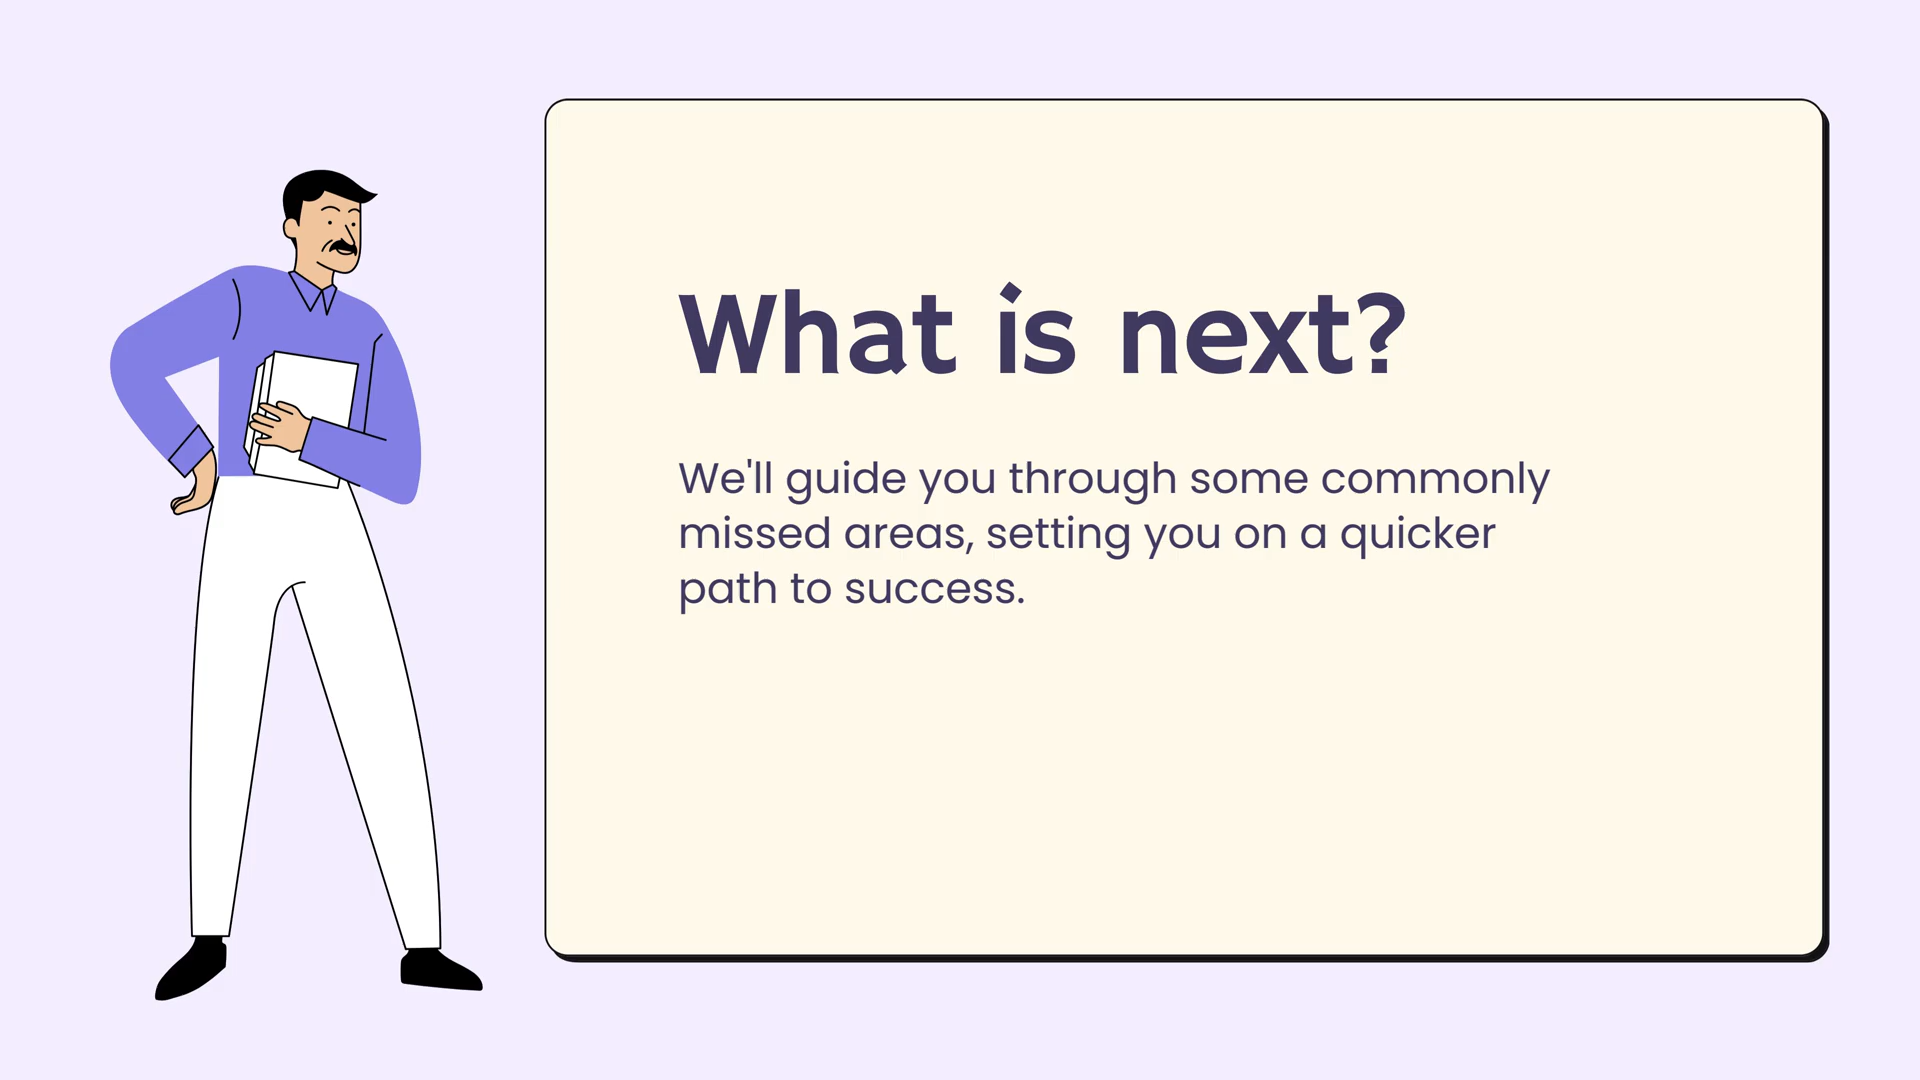 What is next?
We'll guide you through some commonly
missed areas, setting you on a quicker
path to success.